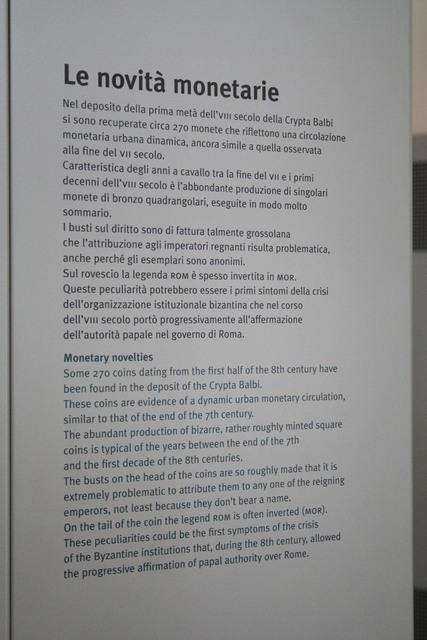 Le novità monetarie
Nel deposito della prima metà dell'VIII secolo della Crypta Balbi
si sono recuperate circa 270 monete che riflettono una circolazione
monetaria urbana dinamica, ancora simile a quella osservata
alla fine del VII secolo.
Caratteristica degli anni a cavallo tra la fine del VII e i primi
decenni dell'VIII secolo è l'abbondante produzione di singolari
monete di bronzo quadrangolari, eseguite in modo molto
sommario.
I busti sul diritto sono di fattura talmente grossolana
che l'attribuzione agli imperatori regnanti risulta problematica,
anche perché gli esemplari sono anonimi.
Sul rovescio la legenda ROM è spesso invertita in MOR.
Queste peculiarità potrebbero essere i primi sintomi della crisi
dell'organizzazione istituzionale bizantina che nel corso
dell'VIII secolo portò progressivamente all'affermazione
dell'autorità papale nel governo di Roma.
Monetary novelties
Some 270 coins dating from the first half of the 8th century have
been found in the deposit of the Crypta Balbi.
These coins are evidence of a dynamic urban monetary circulation,
similar to that of the end of the 7th century.
The abundant production of bizarre, rather roughly minted square
coins is typical of the years between the end of the 7th
and the first decade of the 8th centuries.
The busts on the head of the coins are so roughly made that it is
extremely problematic to attribute them to any one of the reigning
emperors, not least because they don't bear a name.
On the tail of the coin the legend ROM is often inverted (MOR).
These peculiarities could be the first symptoms of the crisis
of the Byzantine institutions that, during the 8th century, allowed
the progressive affirmation of papal authority over Rome.